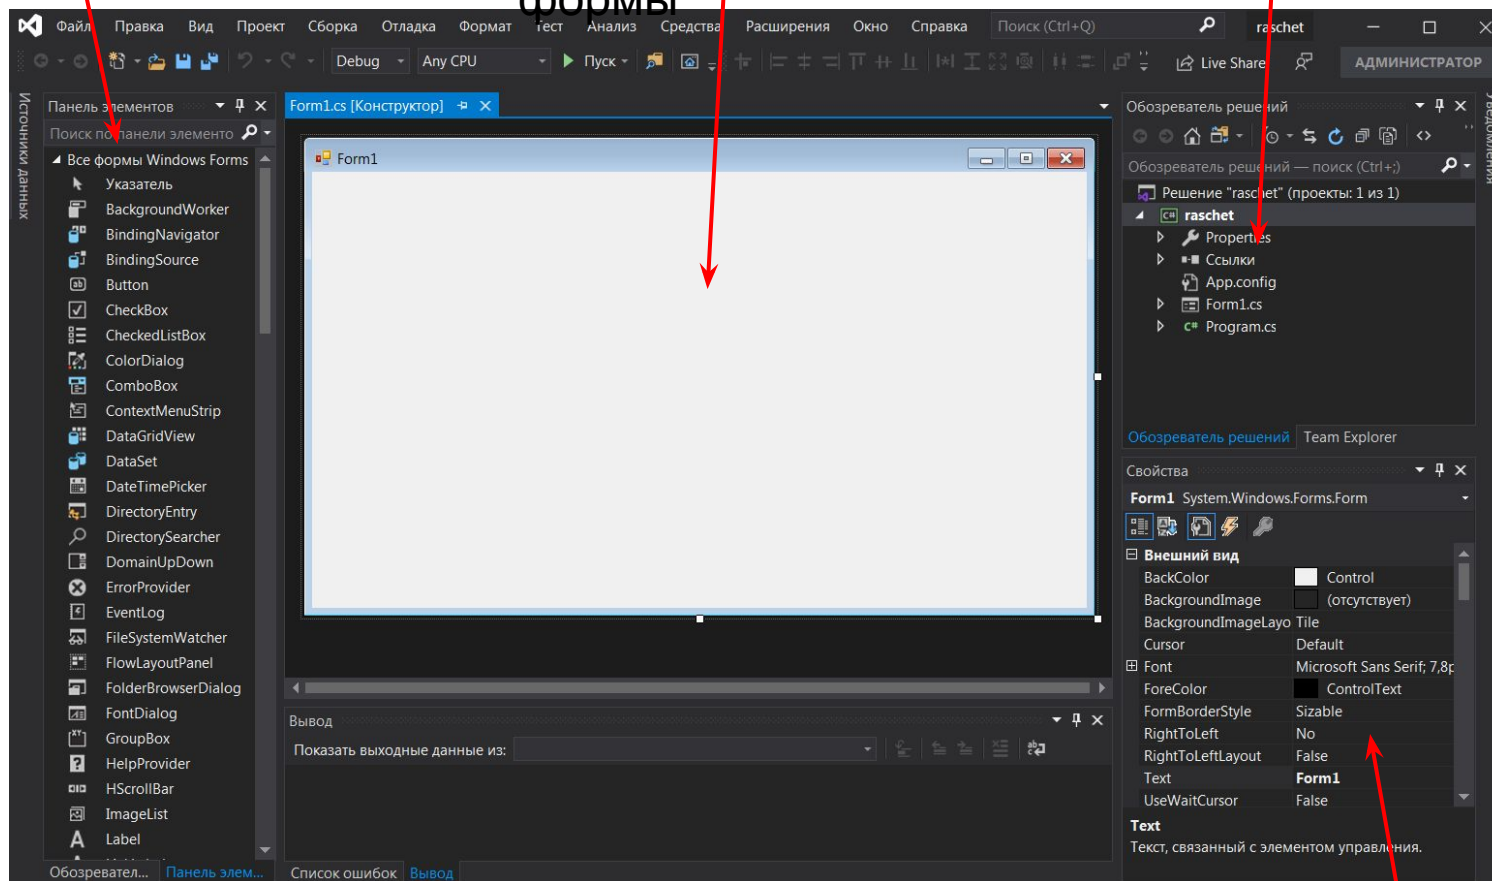 формы
Файл Правка Вид Проект Сборка Отладка Формат Тест Анализ Средства Расширения Окно Справка Поиск (Ctrl+Q) raschet
Debug Any CPU Пуск Live Share АДМИНИСТРАТОР
Источники данных
Панель элементов
Поиск по панели элементо
Все формы Windows Forms
Указатель
BackgroundWorker
BindingNavigator
BindingSource
Button
CheckBox
CheckedListBox
ColorDialog
ComboBox
ContextMenuStrip
DataGridView
DataSet
DateTimePicker
DirectoryEntry
DirectorySearcher
DomainUpDown
ErrorProvider
EventLog
FileSystemWatcher
FlowLayoutPanel
FolderBrowserDialog
FontDialog
GroupBox
HelpProvider
HScrollBar
ImageList
Label
Обозревател... Панель элем...
Form1.cs [Конструктор]
Form1
Вывод
Показать выходные данные из:
Список ошибок Вывод
Обозреватель решений
Обозреватель решений — поиск (Ctrl+;)
Решение "raschet" (проекты: 1 из 1)
raschet
Properties
Ссылки
App.config
Form1.cs
Program.cs
Обозреватель решений Team Explorer
Свойства
Form1 System.Windows.Forms.Form
Внешний вид
BackColor Control
BackgroundImage (отсутствует)
BackgroundImageLayo Tile
Cursor Default
Font Microsoft Sans Serif; 7,8p
ForeColor ControlText
FormBorderStyle Sizable
RightToLeft No
RightToLeftLayout False
Text Form1
UseWaitCursor False
Text
Текст, связанный с элементом управления.
Уведомления